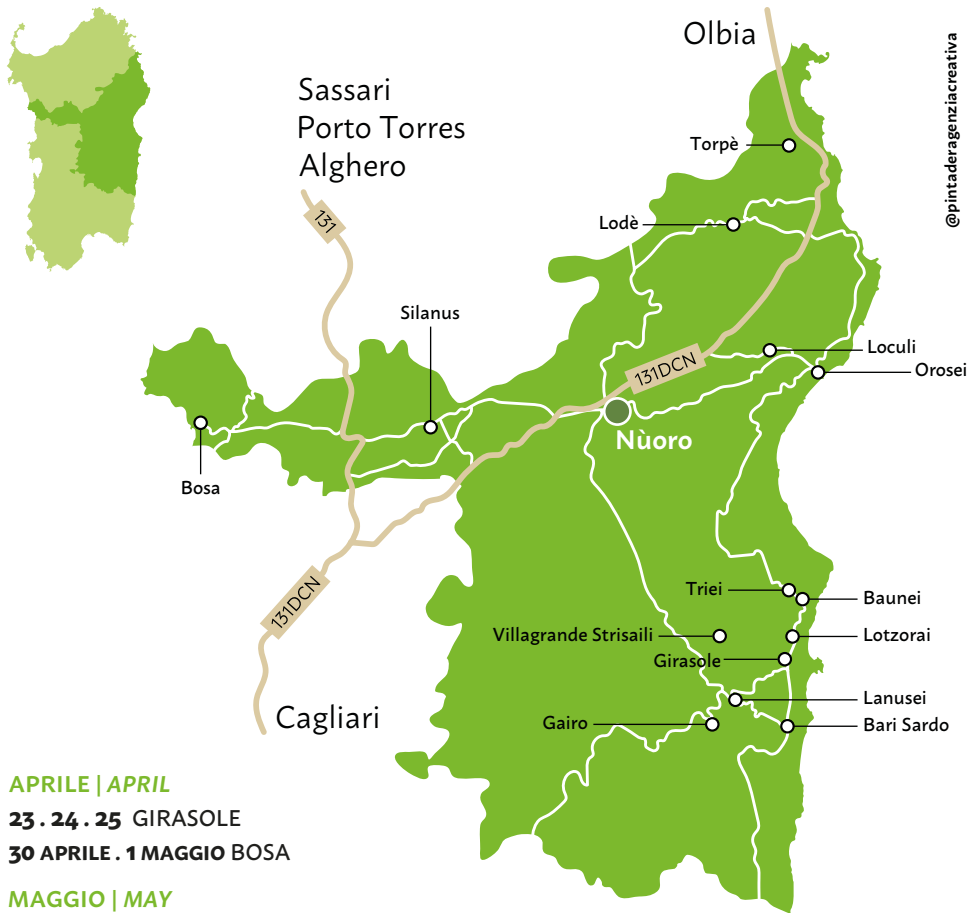 Olbia
@pintaderagenziacreativa
Sassari
Porto Torres
Alghero
Torpè
131
Lodè
Silanus
Loculi
131DCN
Orosei
Nùoro
Bosa
Triei
Baunei
131DCN
Villagrande Strisaili
Lotzorai
Girasole
Lanusei
Cagliari
Gairo
Bari Sardo
APRILE | APRIL
23 . 24 . 25 GIRASOLE
30 APRILE . 1 MAGGIO BOSA
MAGGIO | MAY